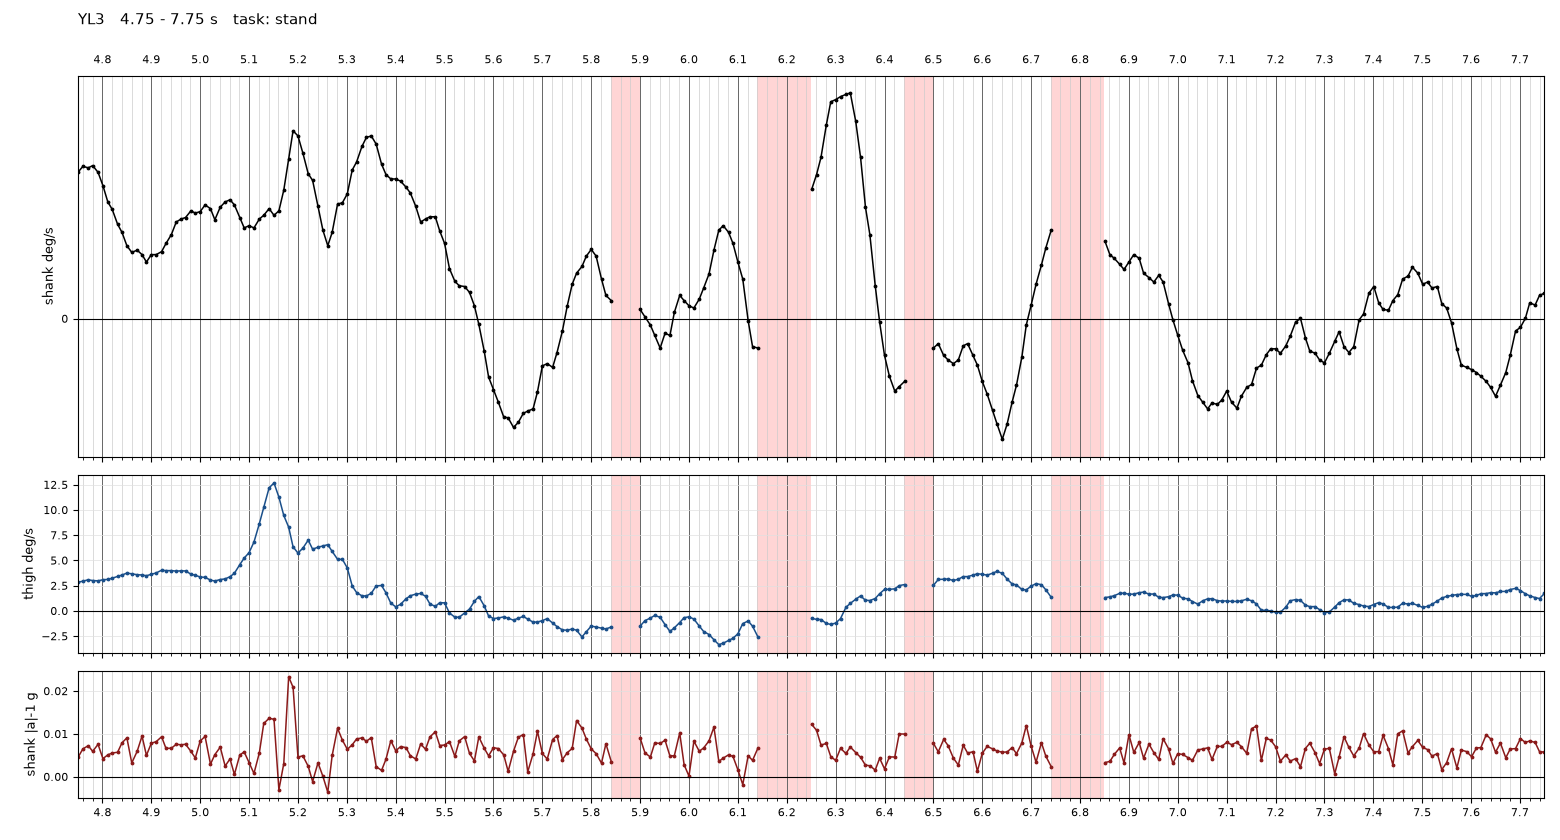 YL3   4.75 - 7.75 s   task: stand
4.8 4.9 5.0 5.1 5.2 5.3 5.4 5.5 5.6 5.7 5.8 5.9 6.0 6.1 6.2 6.3 6.4 6.5 6.6 6.7 6.8 6.9 7.0 7.1 7.2 7.3 7.4 7.5 7.6 7.7
shank deg/s
0
thigh deg/s
12.5
10.0
7.5
5.0
2.5
0.0
−2.5
shank |a|-1 g
0.02
0.01
0.00
4.8 4.9 5.0 5.1 5.2 5.3 5.4 5.5 5.6 5.7 5.8 5.9 6.0 6.1 6.2 6.3 6.4 6.5 6.6 6.7 6.8 6.9 7.0 7.1 7.2 7.3 7.4 7.5 7.6 7.7